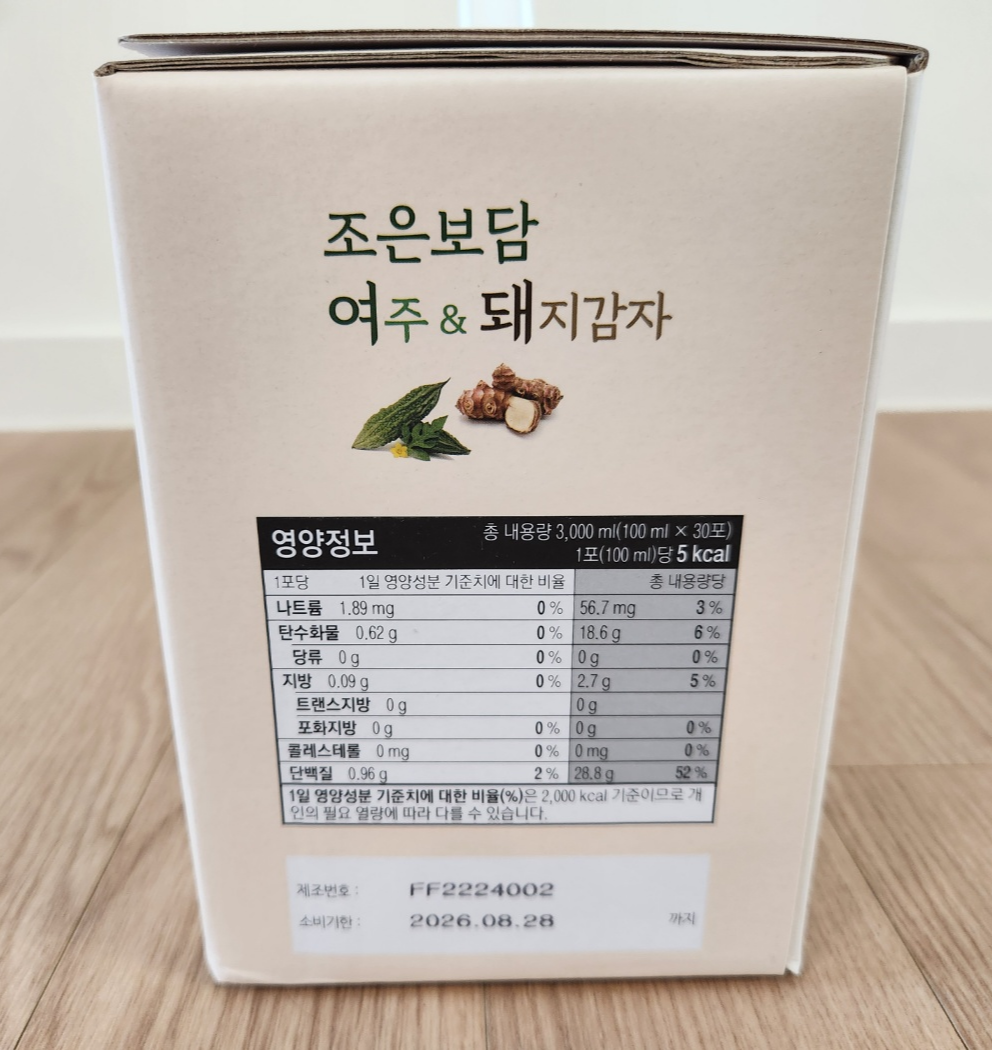 조은보담
여주 & 돼지감자
영양정보 총 내용량 3,000 ml(100 ml × 30포)
1포(100 ml)당 5 kcal
1포당 1일 영양성분 기준치에 대한 비율 총 내용량당
나트륨 1.89 mg 0 % 56.7 mg 3 %
탄수화물 0.62 g 0 % 18.6 g 6 %
당류 0 g 0 % 0 g 0 %
지방 0.09 g 0 % 2.7 g 5 %
트랜스지방 0 g 0 g
포화지방 0 g 0 % 0 g 0 %
콜레스테롤 0 mg 0 % 0 mg 0 %
단백질 0.96 g 2 % 28.8 g 52 %
1일 영양성분 기준치에 대한 비율(%)은 2,000 kcal 기준이므로 개
인의 필요 열량에 따라 다를 수 있습니다.
제조번호 : FF2224002
소비기한 : 2026.08.28 까지